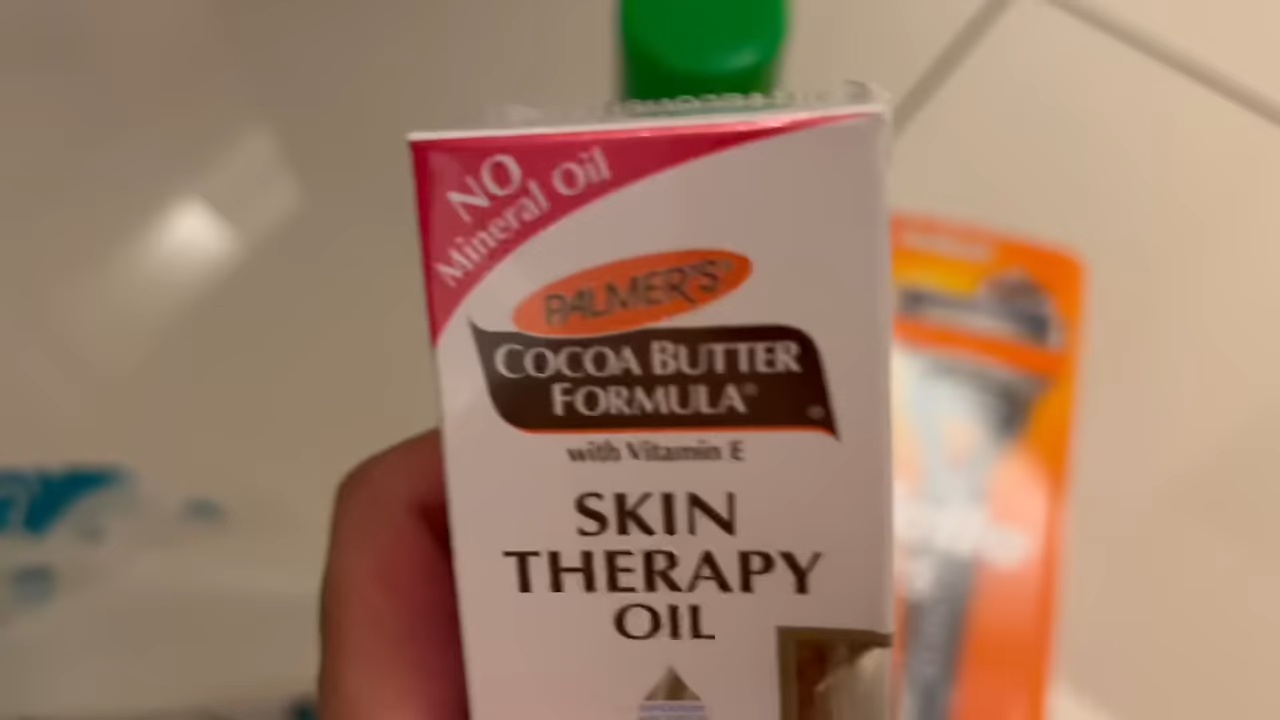 NO
Mineral Oil
PALMER'S®
COCOA BUTTER
FORMULA®
with Vitamin E
SKIN
THERAPY
OIL